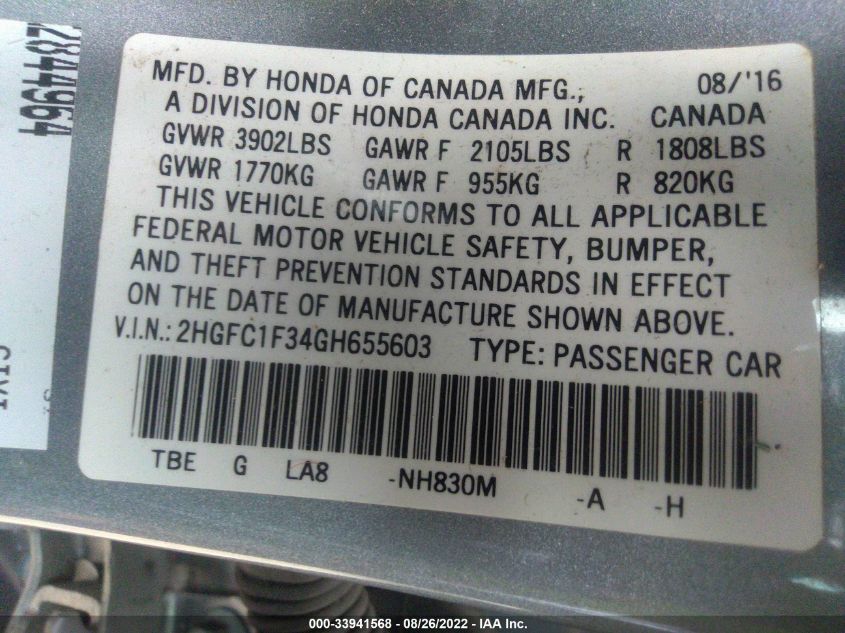 MFD. BY HONDA OF CANADA MFG., 08/'16
A DIVISION OF HONDA CANADA INC. CANADA
GVWR 3902LBS GAWR F 2105LBS R 1808LBS
GVWR 1770KG GAWR F 955KG R 820KG
THIS VEHICLE CONFORMS TO ALL APPLICABLE
FEDERAL MOTOR VEHICLE SAFETY, BUMPER,
AND THEFT PREVENTION STANDARDS IN EFFECT
ON THE DATE OF MANUFACTURE SHOWN ABOVE.
V.I.N.: 2HGFC1F34GH655603 TYPE: PASSENGER CAR
TBE G LA8 -NH830M -A -H
000-33941568 - 08/26/2022 - IAA Inc.